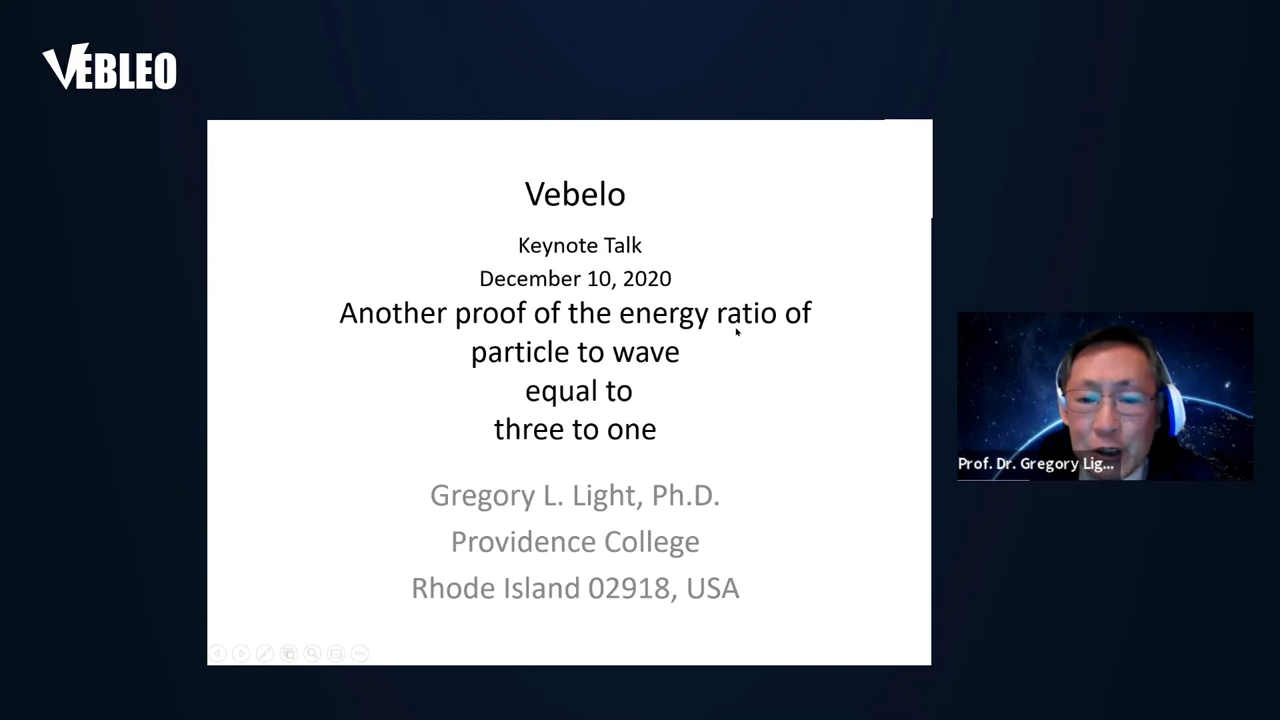 VEBLEO
Vebelo
Keynote Talk
December 10, 2020
Another proof of the energy ratio of
particle to wave
equal to
three to one
Gregory L. Light, Ph.D.
Providence College
Rhode Island 02918, USA
Prof. Dr. Gregory Lig...